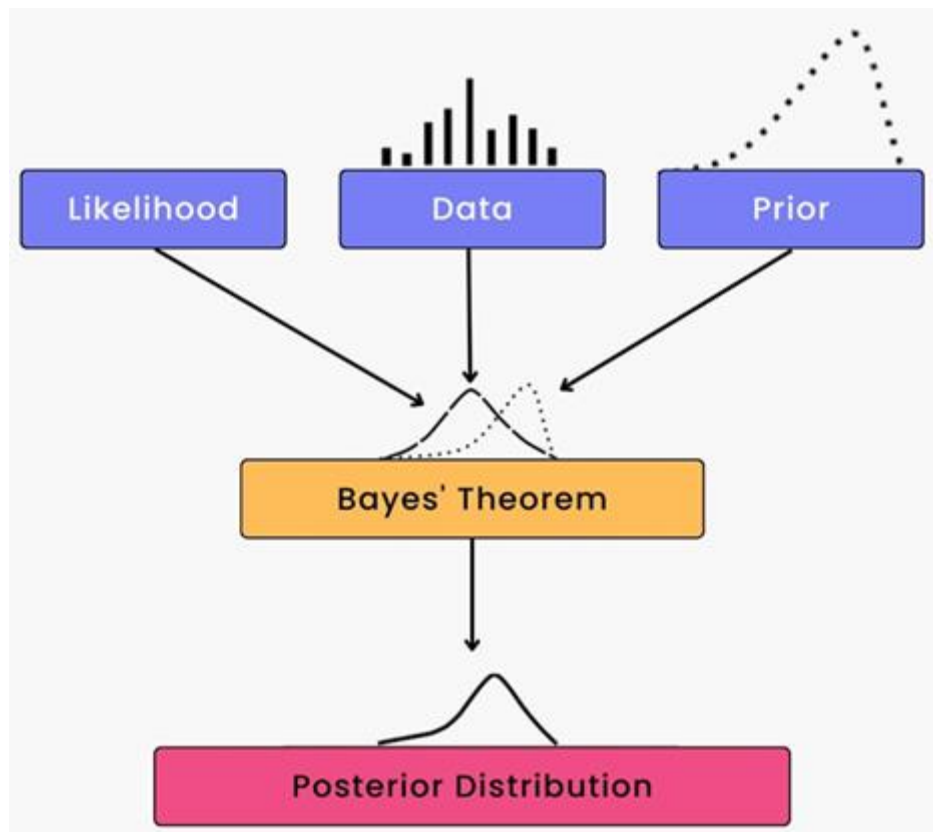 Likelihood
Data
Prior
Bayes' Theorem
Posterior Distribution